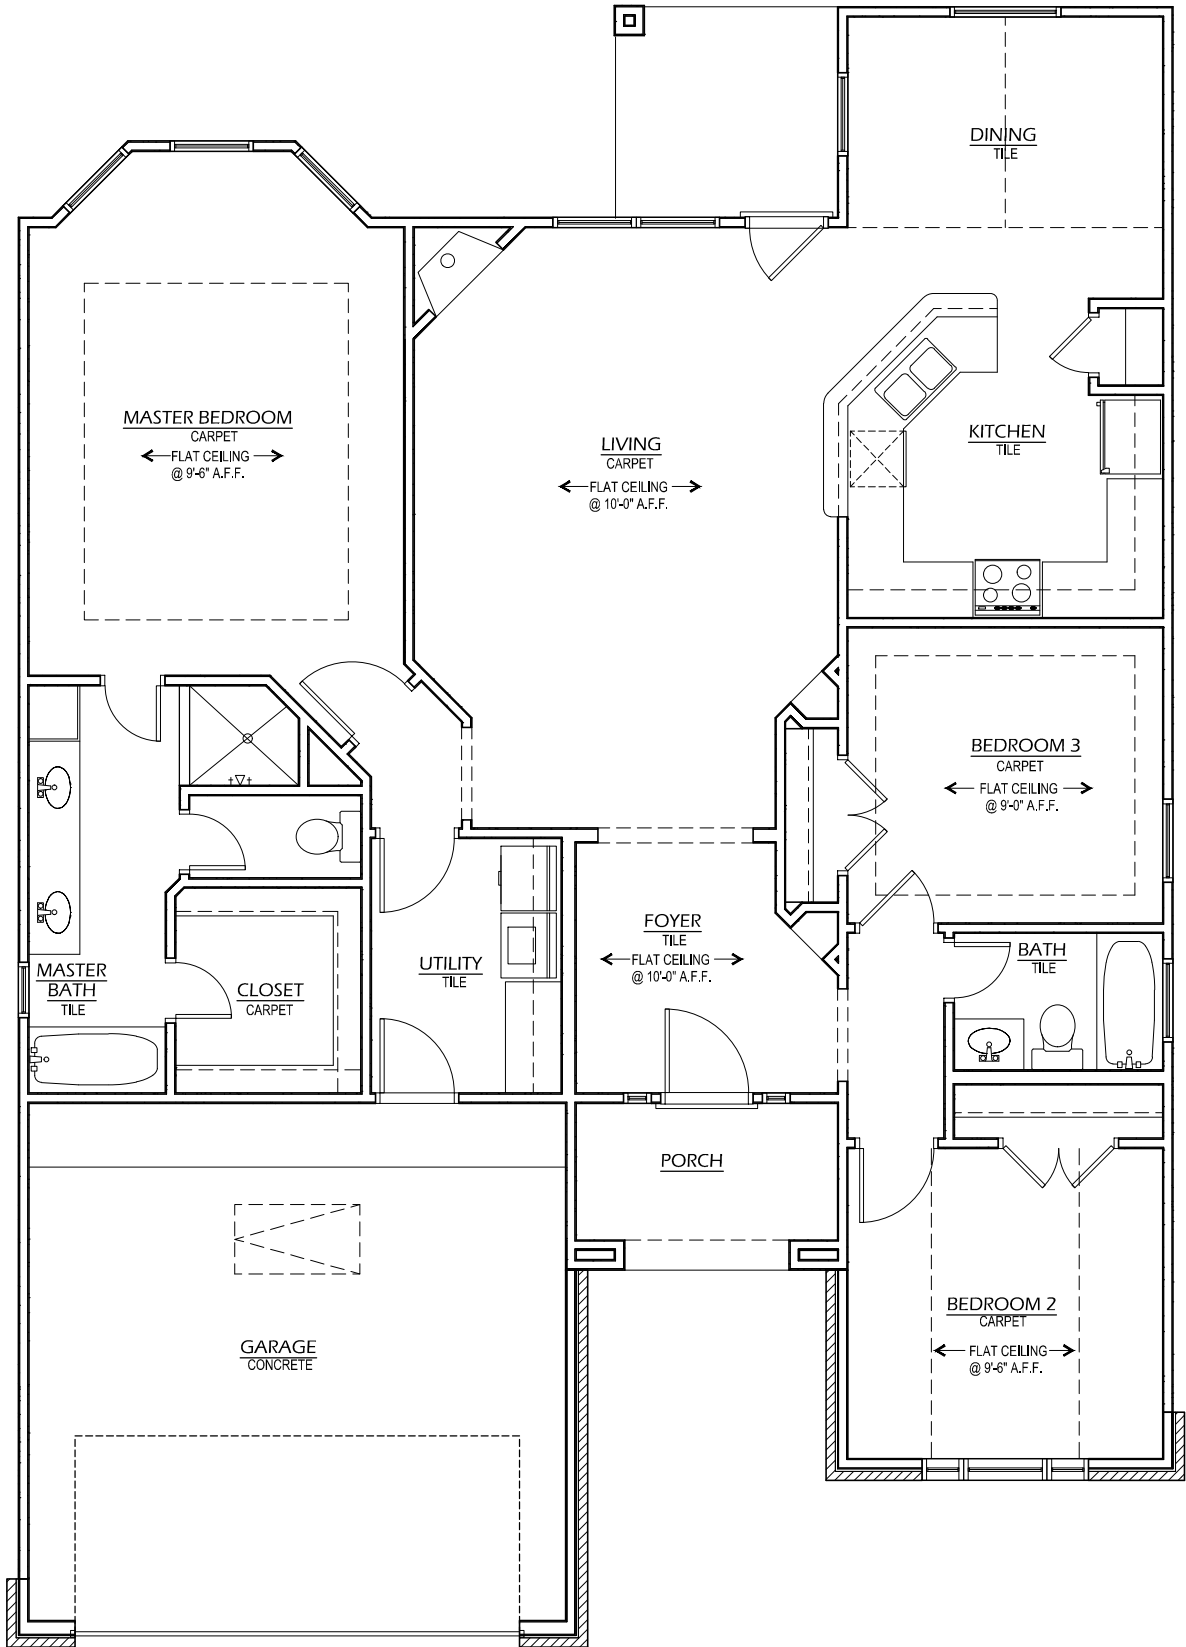 DINING
TILE
MASTER BEDROOM
CARPET
FLAT CEILING
@ 9'-6" A.F.F.
LIVING
CARPET
FLAT CEILING
@ 10'-0" A.F.F.
KITCHEN
TILE
BEDROOM 3
CARPET
FLAT CEILING
@ 9'-0" A.F.F.
FOYER
TILE
FLAT CEILING
@ 10'-0" A.F.F.
BATH
TILE
UTILITY
TILE
MASTER
BATH
TILE
CLOSET
CARPET
PORCH
BEDROOM 2
CARPET
FLAT CEILING
@ 9'-6" A.F.F.
GARAGE
CONCRETE